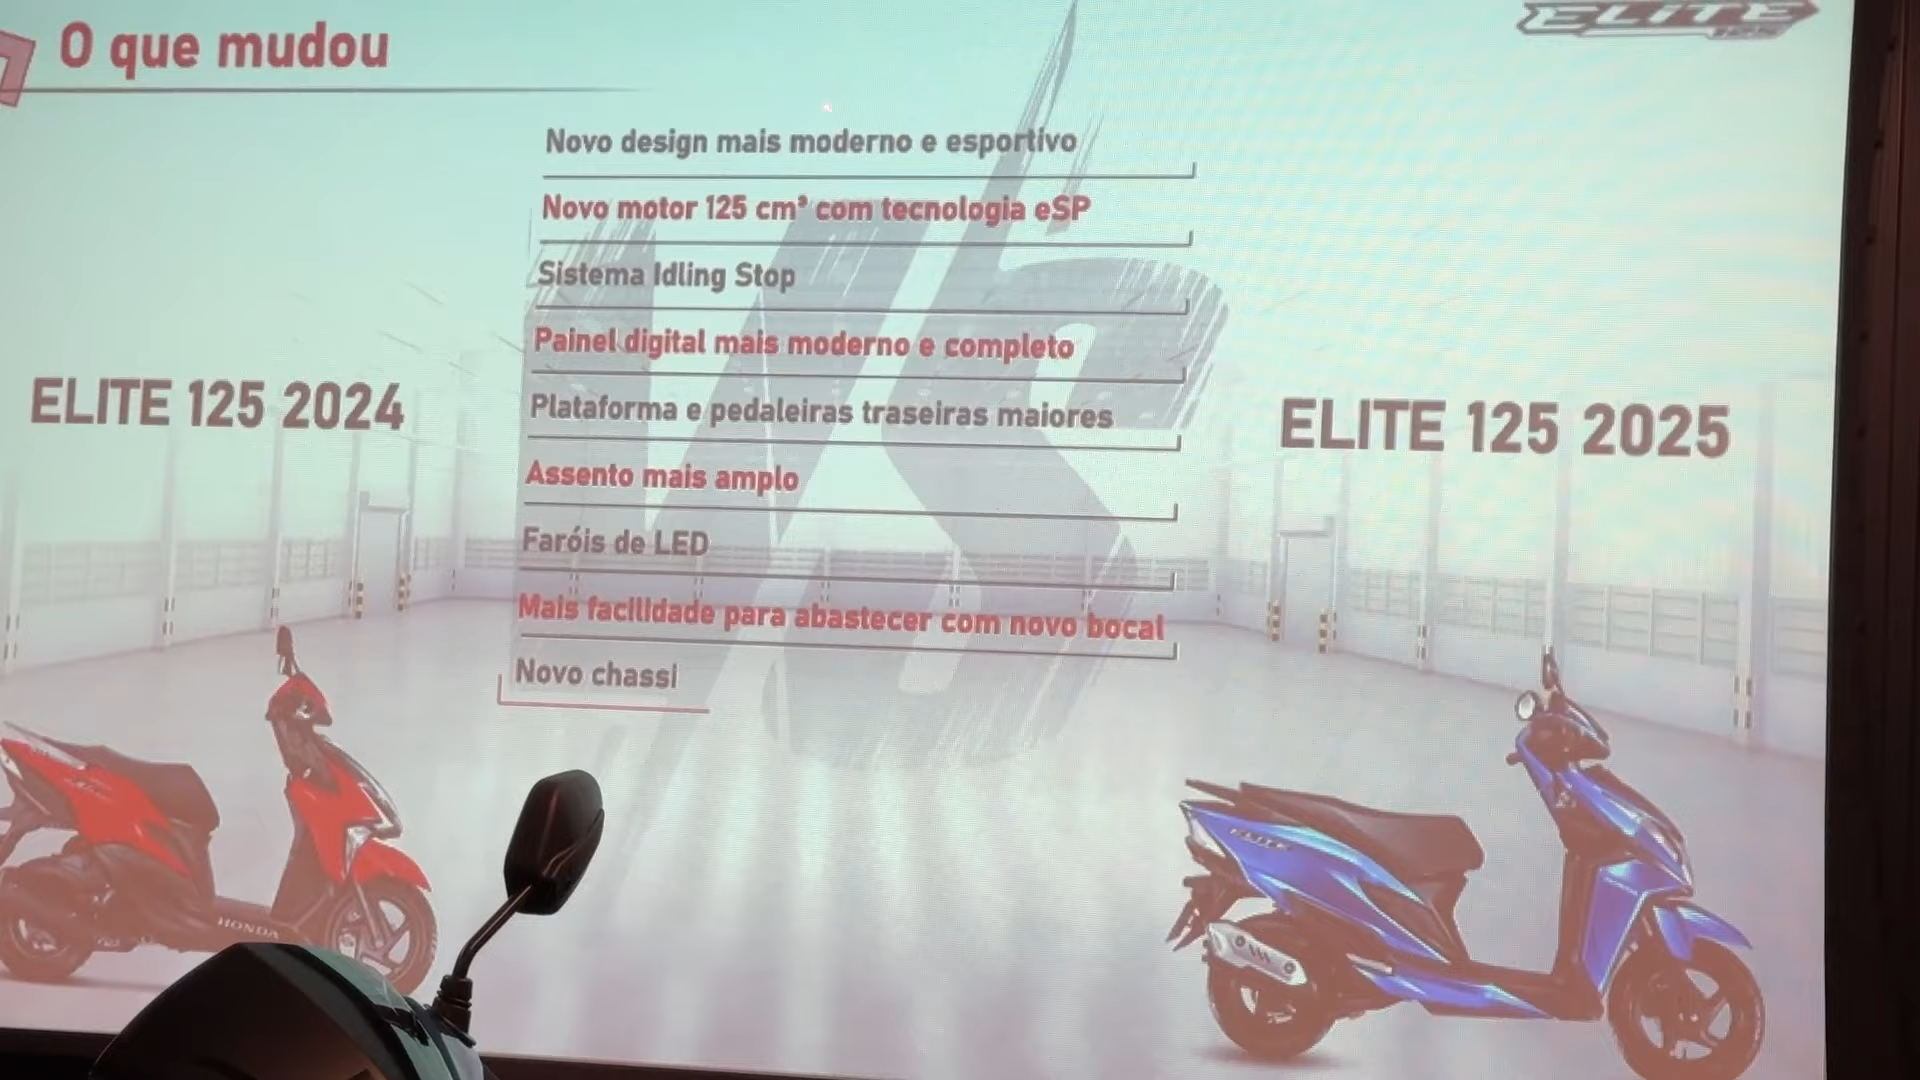 O que mudou
ELITE
125
Novo design mais moderno e esportivo
Novo motor 125 cm³ com tecnologia eSP
Sistema Idling Stop
Painel digital mais moderno e completo
Plataforma e pedaleiras traseiras maiores
Assento mais amplo
Faróis de LED
Mais facilidade para abastecer com novo bocal
Novo chassi
ELITE 125 2024
ELITE 125 2025
HONDA
ELITE